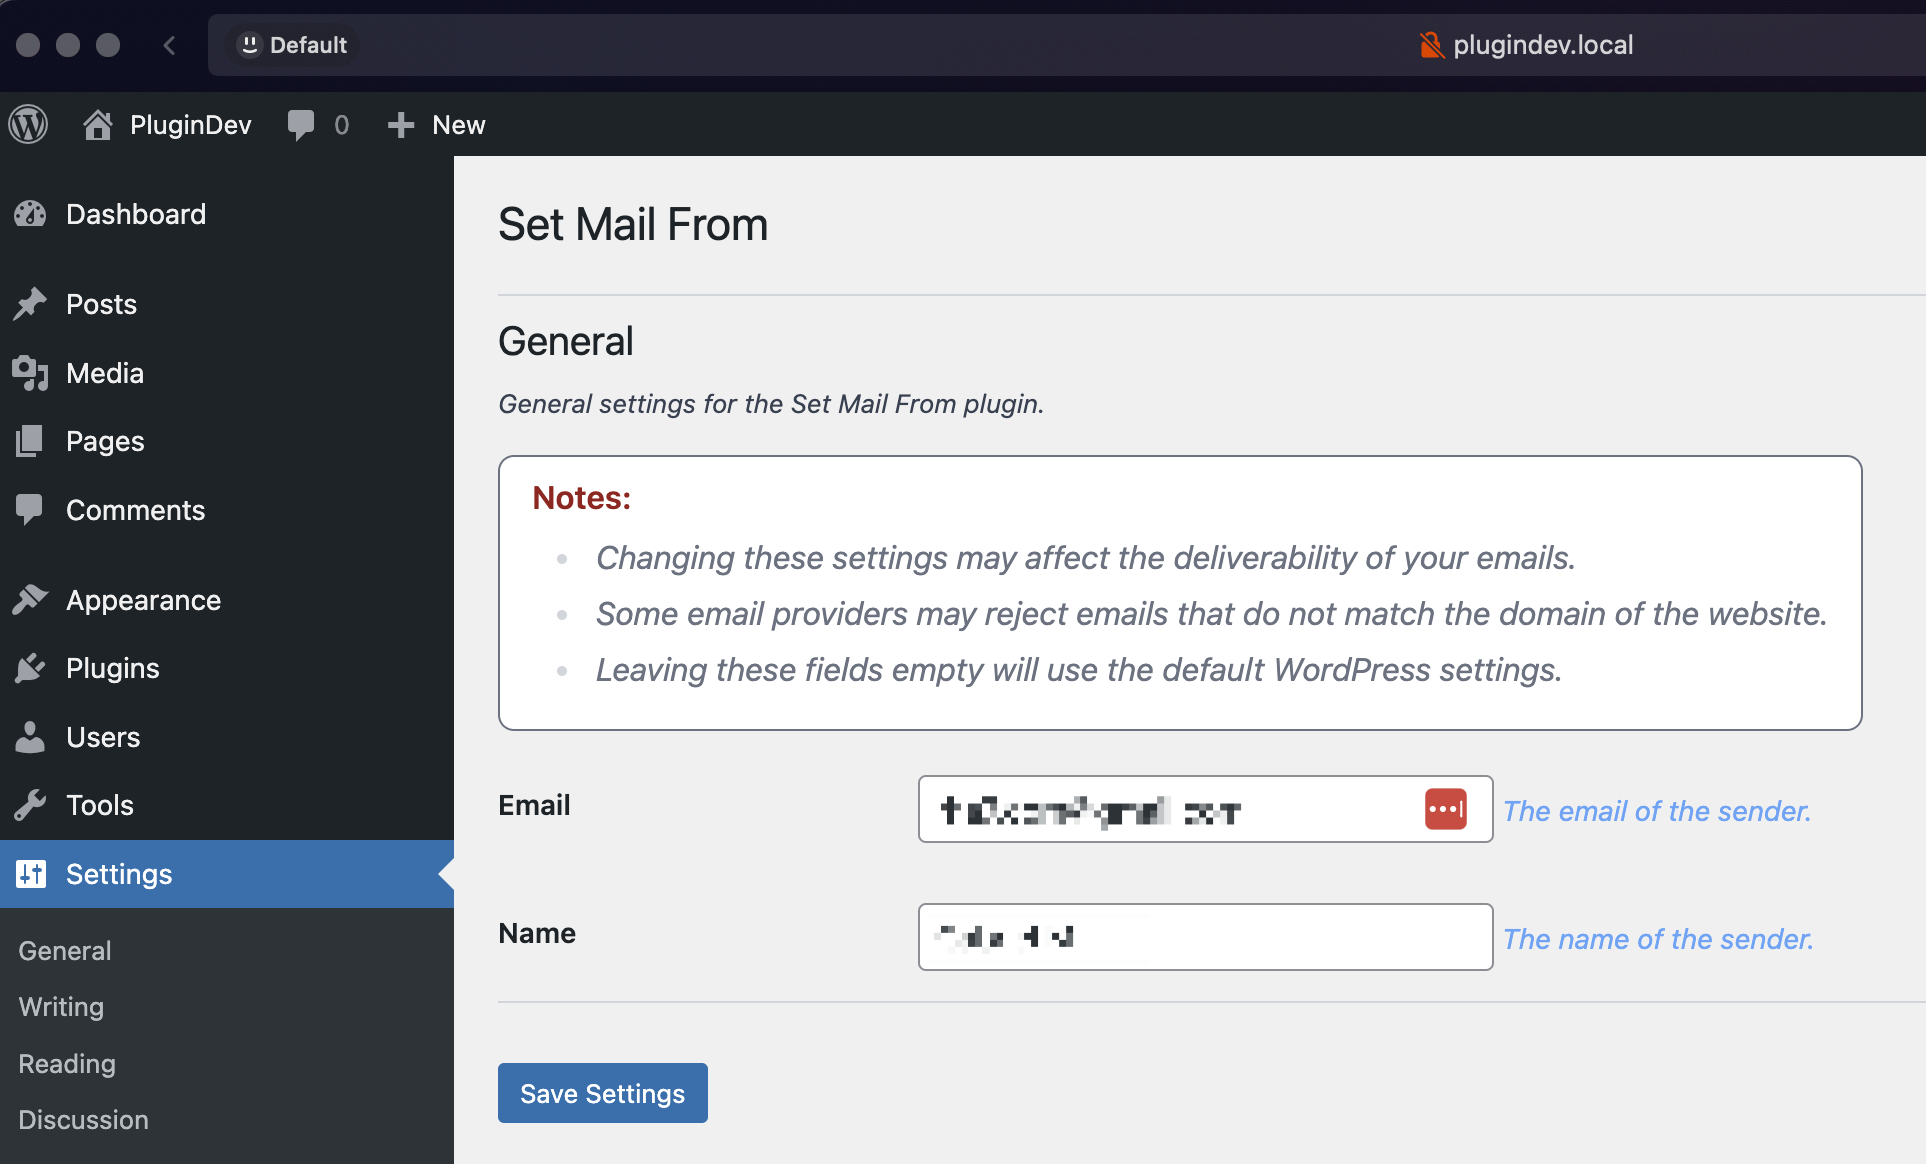 Default
plugindev.local
PluginDev
0
New
Dashboard
Posts
Media
Pages
Comments
Appearance
Plugins
Users
Tools
Settings
General
Writing
Reading
Discussion
Set Mail From
General
General settings for the Set Mail From plugin.
Notes:
Changing these settings may affect the deliverability of your emails.
Some email providers may reject emails that do not match the domain of the website.
Leaving these fields empty will use the default WordPress settings.
Email
The email of the sender.
Name
The name of the sender.
Save Settings